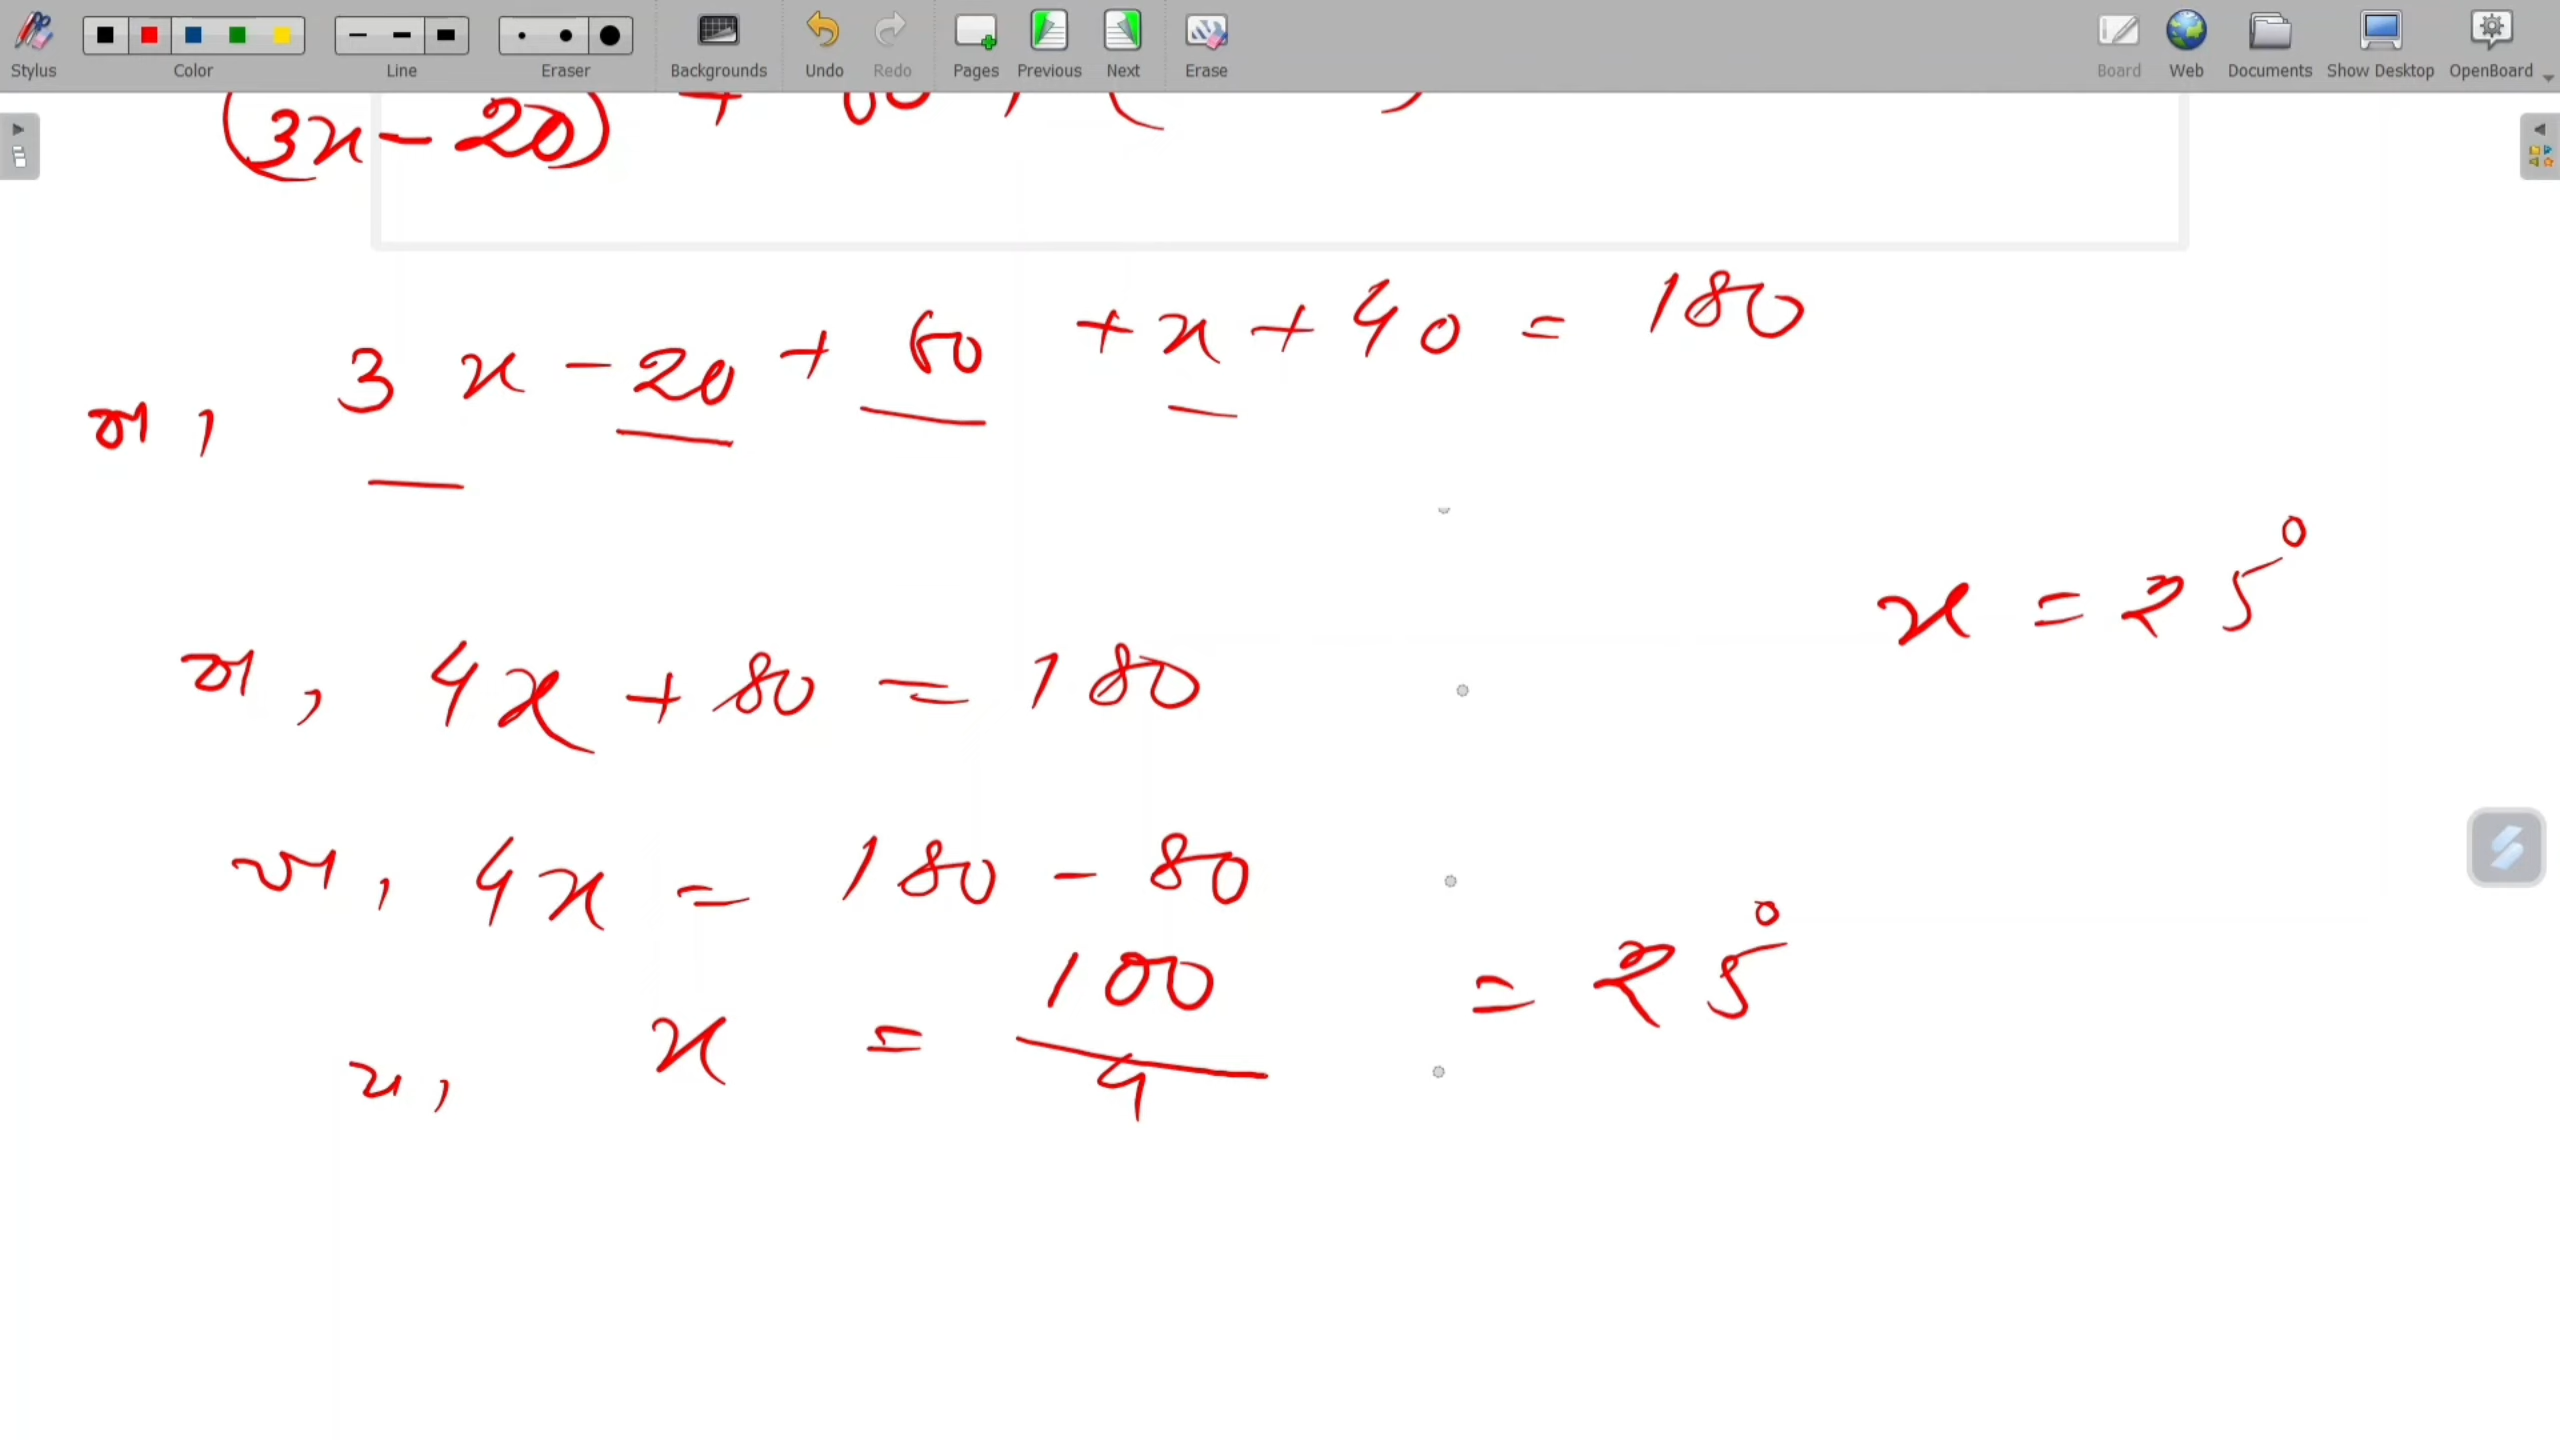 Stylus Color Line Eraser Backgrounds Undo Redo Pages Previous Next Erase Board Web Documents Show Desktop OpenBoard
(3x-20) +
বা, 3x - 20 + 60 + x + 40 = 180
x = 25°
বা, 4x + 80 = 180
বা, 4x = 180 - 80
বা, x = 100/4 = 25°